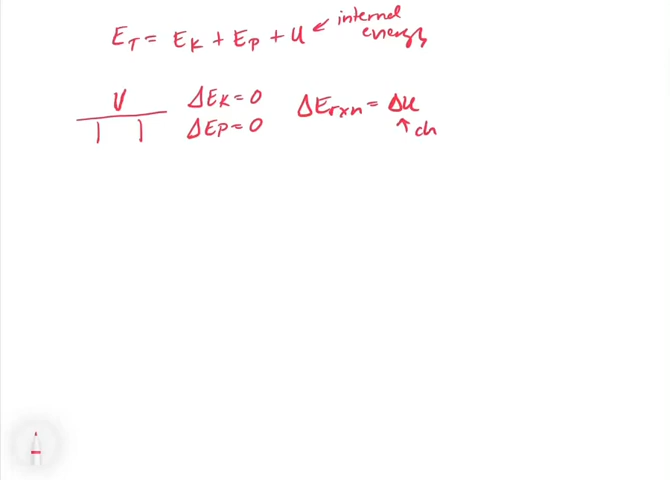 E_T = E_K + E_P + U ← internal energy
ΔE_K = 0 ΔE_rxn = ΔU
ΔE_P = 0 ↑ ch